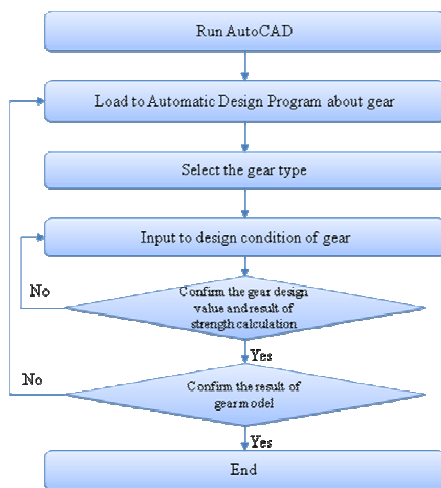 Run AutoCAD
Load to Automatic Design Program about gear
Select the gear type
Input to design condition of gear
No
Confirm the gear design
value and result of
strength calculation
Yes
No
Confirm the result of
gear model
Yes
End